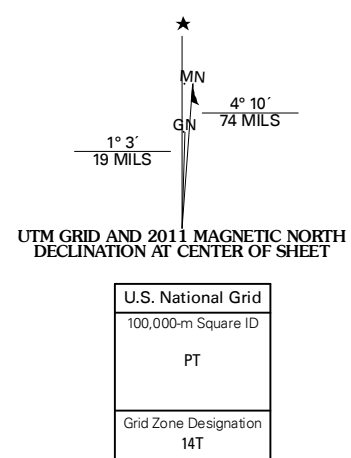 ★
MN
4° 10´
74 MILS
GN
1° 3´
19 MILS
UTM GRID AND 2011 MAGNETIC NORTH
DECLINATION AT CENTER OF SHEET
U.S. National Grid
100,000-m Square ID
PT
Grid Zone Designation
14T